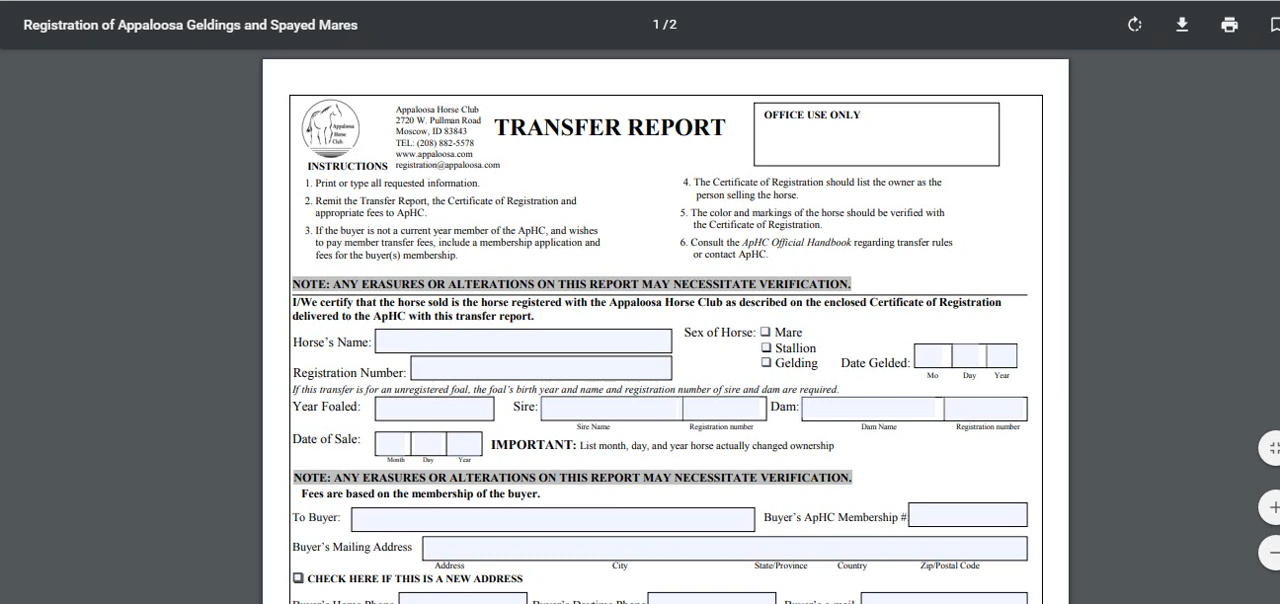 Registration of Appaloosa Geldings and Spayed Mares
1 / 2
Appaloosa
Horse
Club
Appaloosa Horse Club
2720 W. Pullman Road
Moscow, ID 83843
TEL: (208) 882-5578
www.appaloosa.com
registration@appaloosa.com
TRANSFER REPORT
OFFICE USE ONLY
INSTRUCTIONS
1. Print or type all requested information.
2. Remit the Transfer Report, the Certificate of Registration and
appropriate fees to ApHC.
3. If the buyer is not a current year member of the ApHC, and wishes
to pay member transfer fees, include a membership application and
fees for the buyer(s) membership.
4. The Certificate of Registration should list the owner as the
person selling the horse.
5. The color and markings of the horse should be verified with
the Certificate of Registration.
6. Consult the ApHC Official Handbook regarding transfer rules
or contact ApHC.
NOTE: ANY ERASURES OR ALTERATIONS ON THIS REPORT MAY NECESSITATE VERIFICATION.
I/We certify that the horse sold is the horse registered with the Appaloosa Horse Club as described on the enclosed Certificate of Registration
delivered to the ApHC with this transfer report.
Horse's Name:
Sex of Horse: Mare
Stallion
Gelding
Date Gelded:
Mo Day Year
Registration Number:
If this transfer is for an unregistered foal, the foal's birth year and name and registration number of sire and dam are required.
Year Foaled: Sire: Dam:
Sire Name Registration number Dam Name Registration number
Date of Sale:
Month Day Year
IMPORTANT: List month, day, and year horse actually changed ownership
NOTE: ANY ERASURES OR ALTERATIONS ON THIS REPORT MAY NECESSITATE VERIFICATION.
Fees are based on the membership of the buyer.
To Buyer: Buyer's ApHC Membership #
Buyer's Mailing Address
Address City State/Province Country Zip/Postal Code
CHECK HERE IF THIS IS A NEW ADDRESS
Buyer's Home Phone Buyer's Daytime Phone Buyer's e-mail